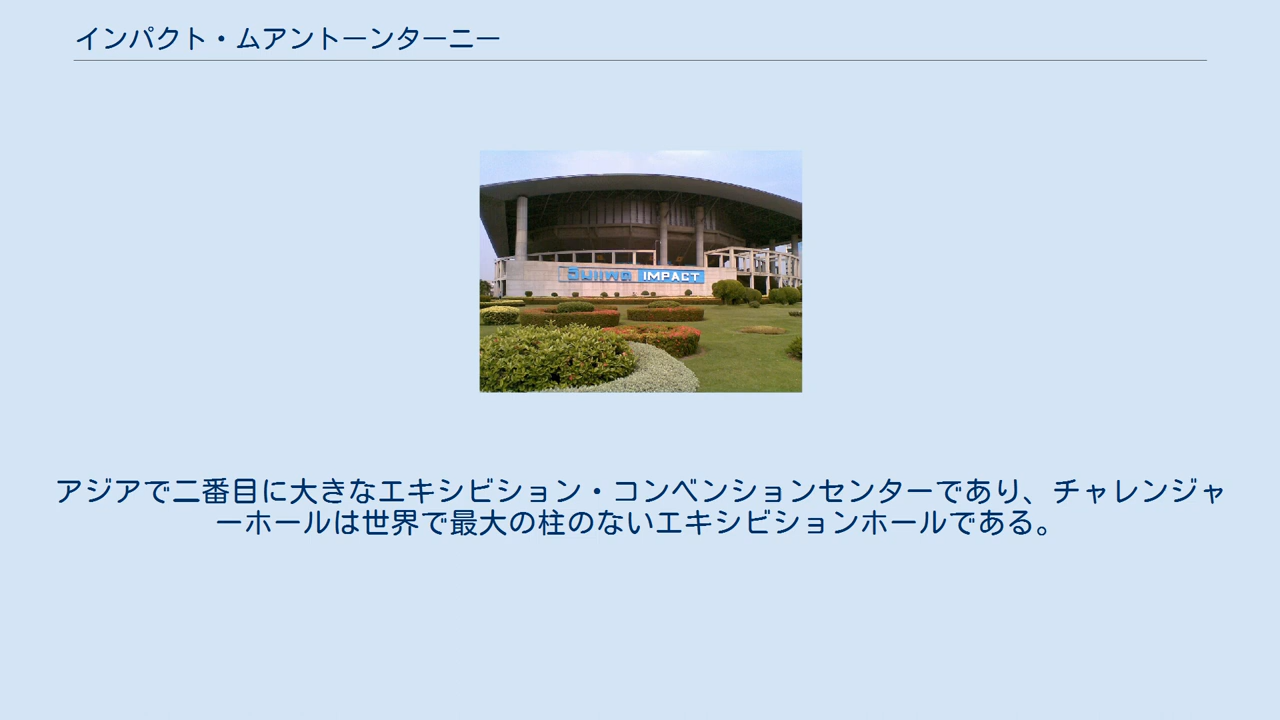 インパクト・ムアントーンターニー
IMPACT
アジアで二番目に大きなエキシビション・コンベンションセンターであり、チャレンジャ
ーホールは世界で最大の柱のないエキシビションホールである。